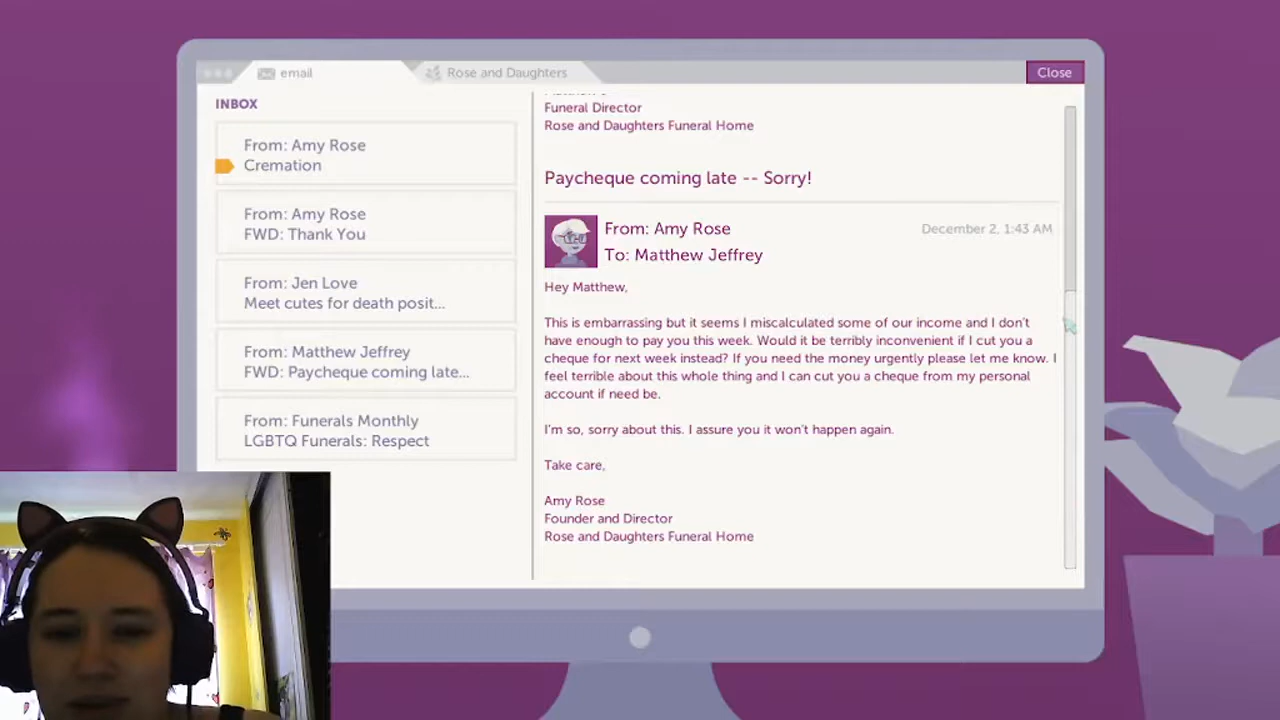 email
Rose and Daughters
Close
INBOX
From: Amy Rose
Cremation
From: Amy Rose
FWD: Thank You
From: Jen Love
Meet cutes for death posit...
From: Matthew Jeffrey
FWD: Paycheque coming late...
From: Funerals Monthly
LGBTQ Funerals: Respect
Funeral Director
Rose and Daughters Funeral Home
Paycheque coming late -- Sorry!
From: Amy Rose
December 2, 1:43 AM
To: Matthew Jeffrey
Hey Matthew,
This is embarrassing but it seems I miscalculated some of our income and I don't
have enough to pay you this week. Would it be terribly inconvenient if I cut you a
cheque for next week instead? If you need the money urgently please let me know. I
feel terrible about this whole thing and I can cut you a cheque from my personal
account if need be.
I'm so, sorry about this. I assure you it won't happen again.
Take care,
Amy Rose
Founder and Director
Rose and Daughters Funeral Home